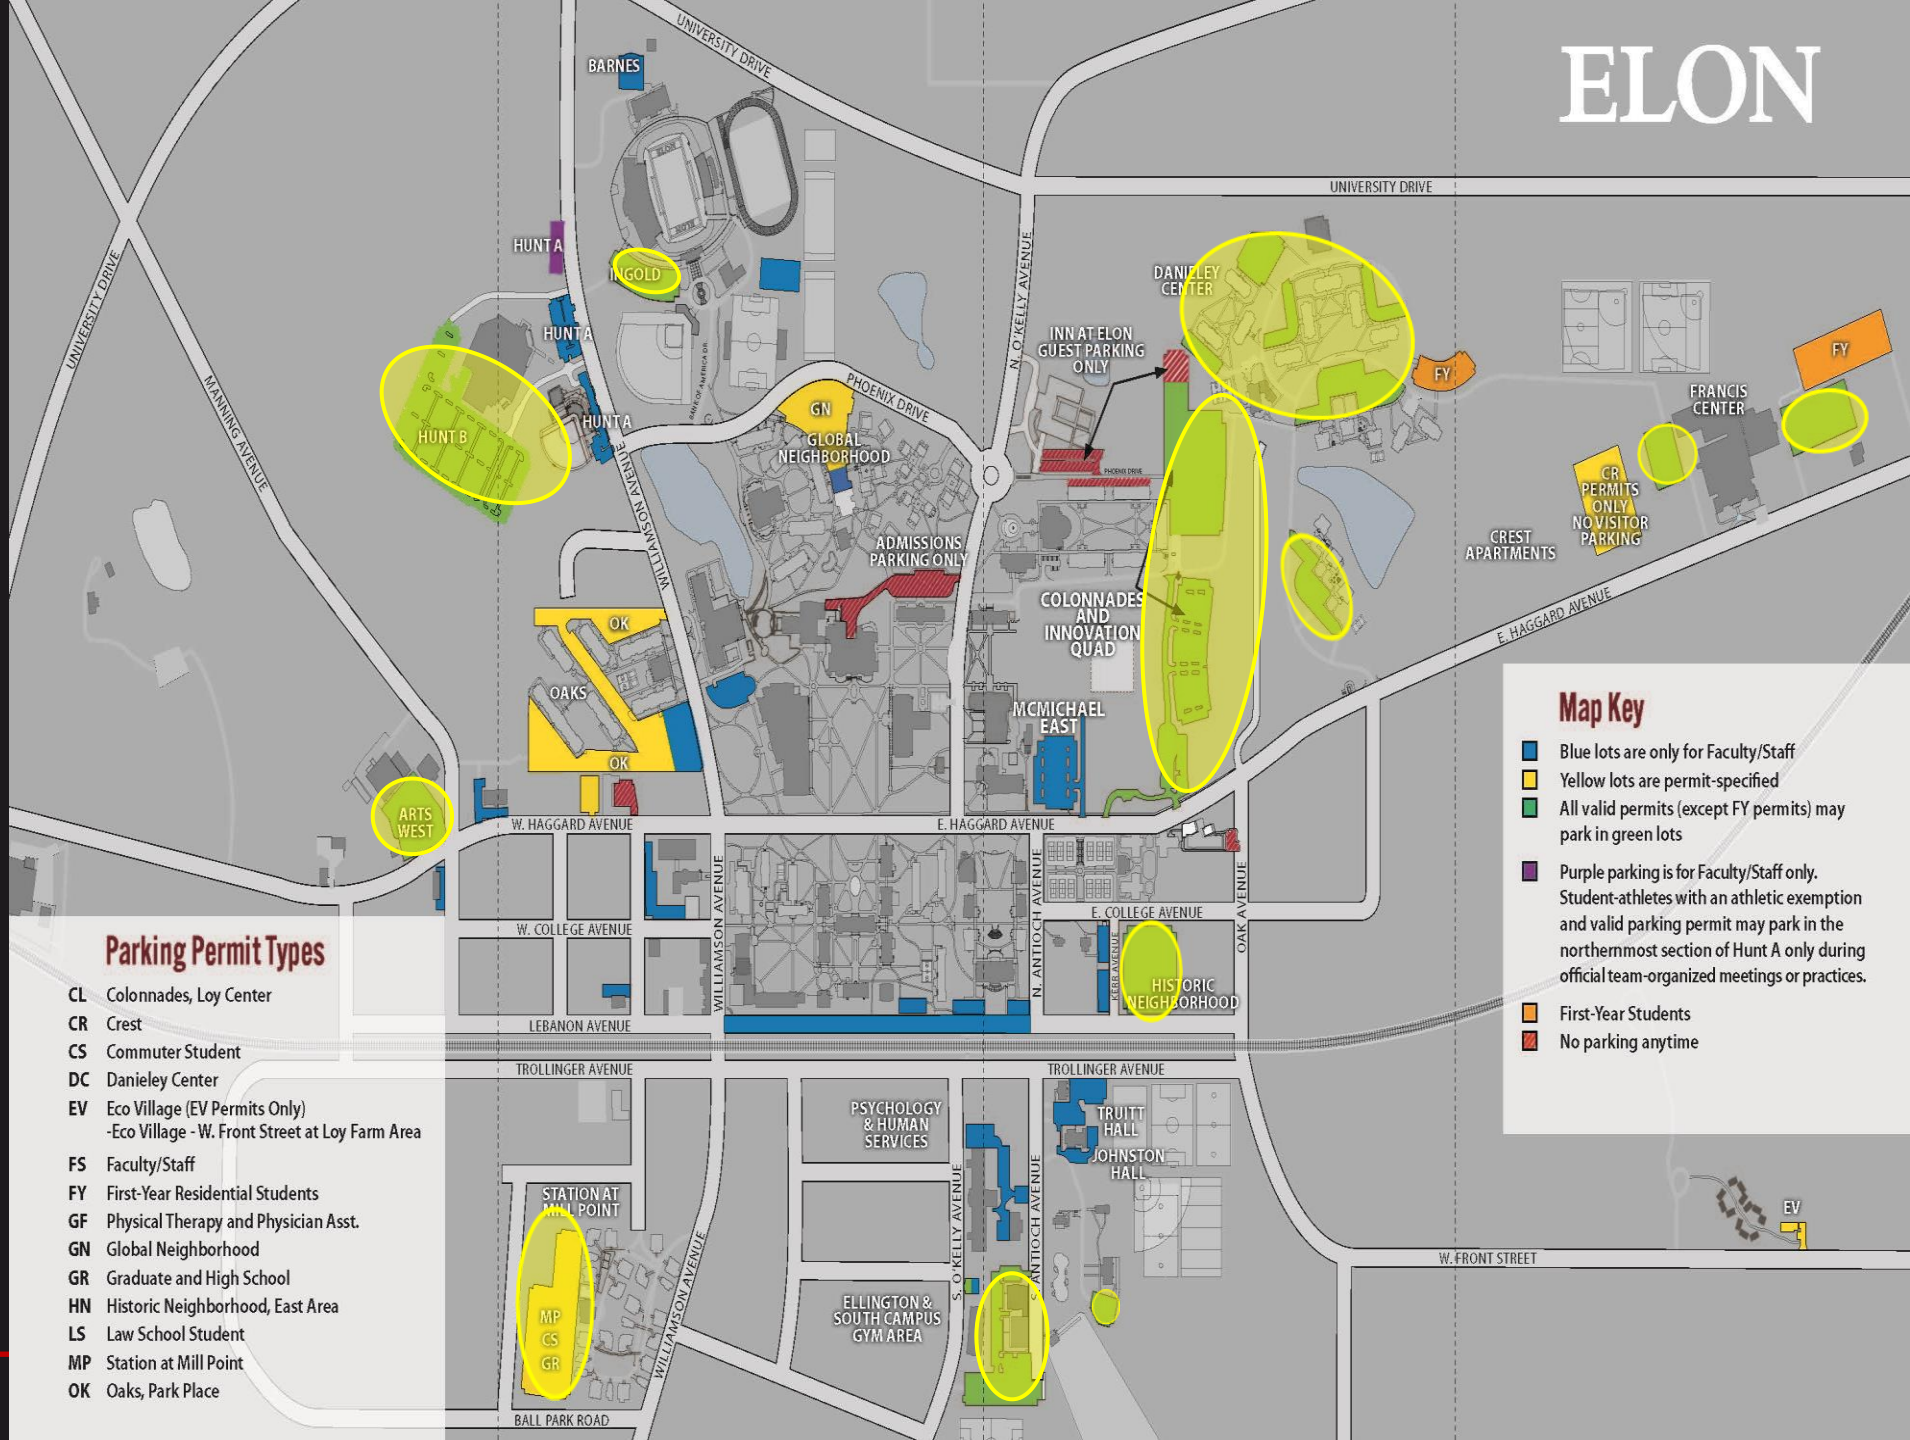 ELON
UNIVERSITY DRIVE
BARNES
ELON
UNIVERSITY DRIVE
HUNT A
INGOLD
N. O'KELLY AVENUE
DANIELEY
CENTER
UNIVERSITY DRIVE
HUNT A
INN AT ELON
GUEST PARKING
ONLY
FY
FY
BANK OF AMERICA DR.
MANNING AVENUE
PHOENIX DRIVE
GN
GLOBAL
NEIGHBORHOOD
HUNT A
HUNT B
FRANCIS
CENTER
PHOENIX DRIVE
CR
PERMITS
ONLY
NO VISITOR
PARKING
WILLIAMSON AVENUE
ADMISSIONS
PARKING ONLY
CREST
APARTMENTS
COLONNADES
AND
INNOVATION
QUAD
E. HAGGARD AVENUE
OK
OAKS
OK
MCMICHAEL
EAST
ARTS
WEST
W. HAGGARD AVENUE
E. HAGGARD AVENUE
WILLIAMSON AVENUE
N. ANTIOCH AVENUE
OAK AVENUE
E. COLLEGE AVENUE
W. COLLEGE AVENUE
KERR AVENUE
HISTORIC
NEIGHBORHOOD
LEBANON AVENUE
TROLLINGER AVENUE
TROLLINGER AVENUE
PSYCHOLOGY
& HUMAN
SERVICES
TRUITT
HALL
JOHNSTON
HALL
STATION AT
MILL POINT
S. O'KELLY AVENUE
S. ANTIOCH AVENUE
WILLIAMSON AVENUE
EV
W. FRONT STREET
MP
CS
GR
ELLINGTON &
SOUTH CAMPUS
GYM AREA
BALL PARK ROAD
Map Key
Blue lots are only for Faculty/Staff
Yellow lots are permit-specified
All valid permits (except FY permits) may
park in green lots
Purple parking is for Faculty/Staff only.
Student-athletes with an athletic exemption
and valid parking permit may park in the
northernmost section of Hunt A only during
official team-organized meetings or practices.
First-Year Students
No parking anytime
Parking Permit Types
CL Colonnades, Loy Center
CR Crest
CS Commuter Student
DC Danieley Center
EV Eco Village (EV Permits Only)
-Eco Village - W. Front Street at Loy Farm Area
FS Faculty/Staff
FY First-Year Residential Students
GF Physical Therapy and Physician Asst.
GN Global Neighborhood
GR Graduate and High School
HN Historic Neighborhood, East Area
LS Law School Student
MP Station at Mill Point
OK Oaks, Park Place